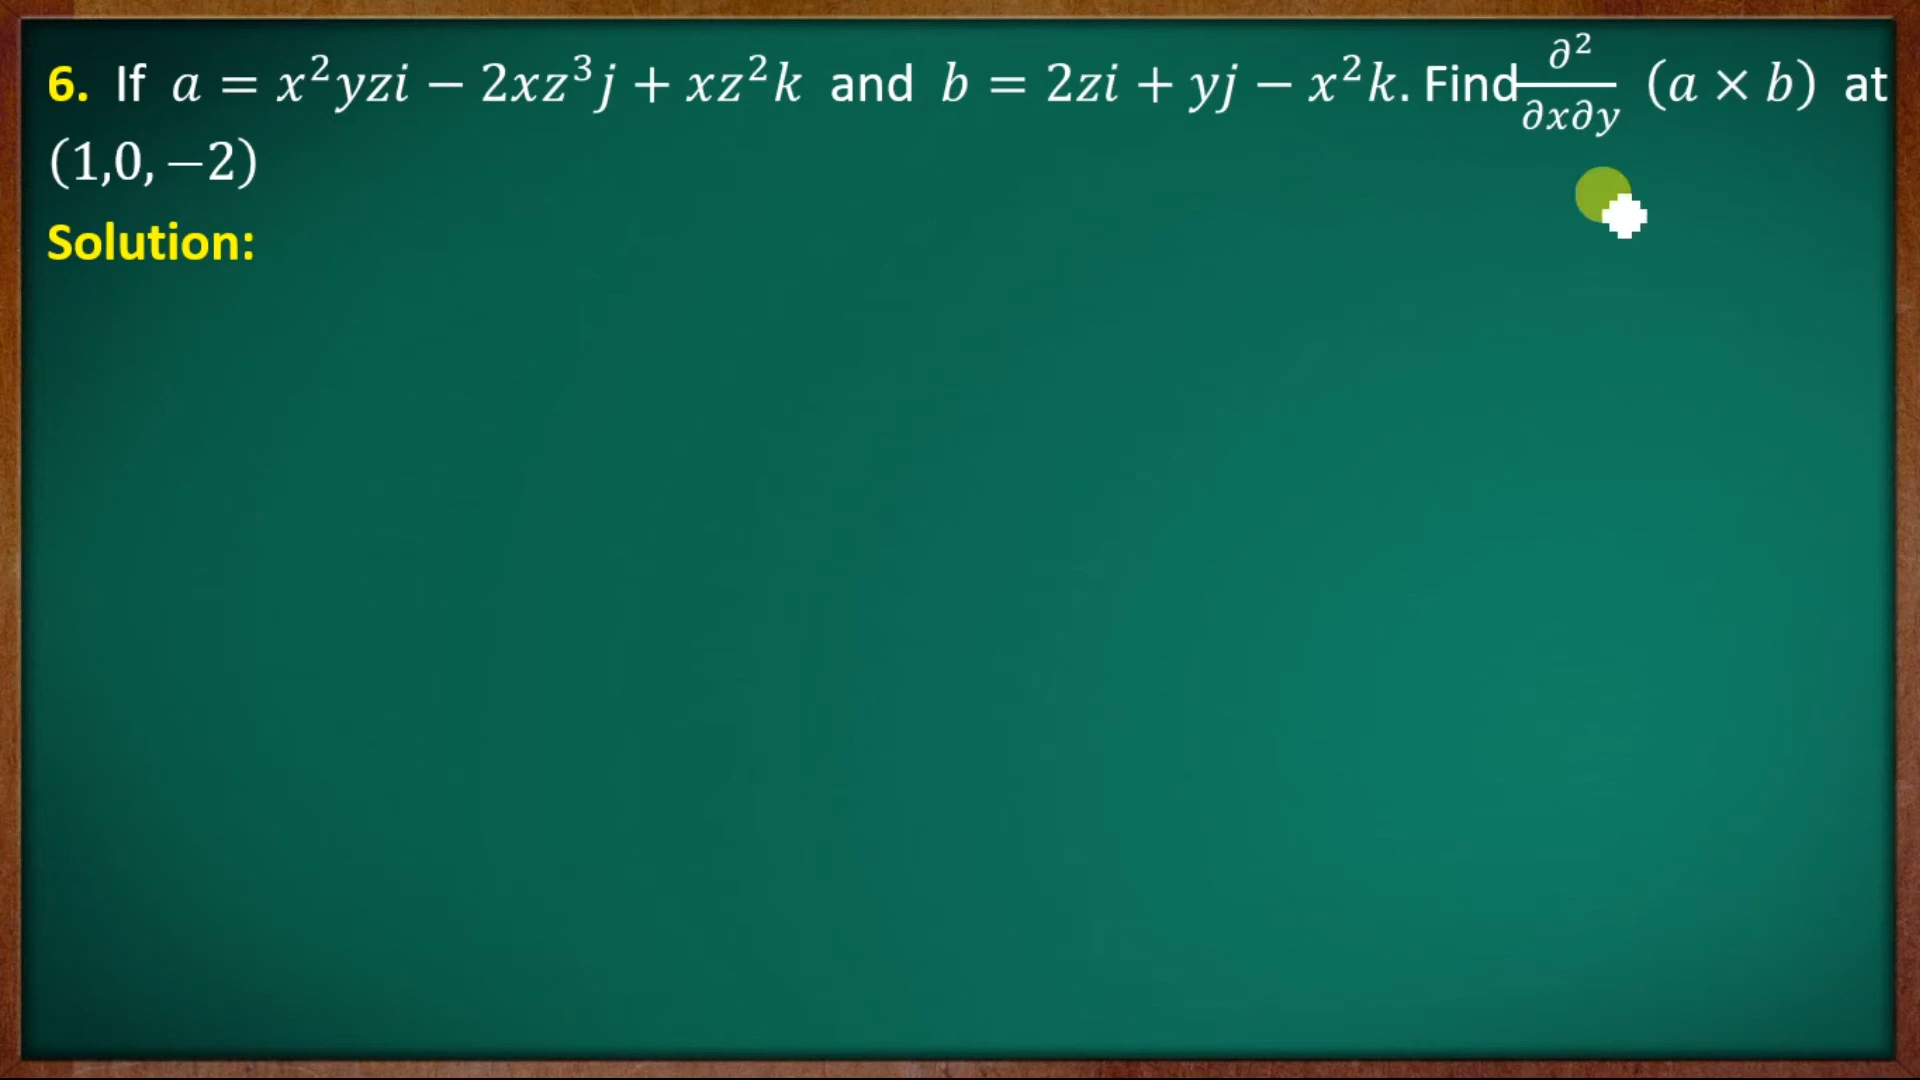 6. If a = x²yzi − 2xz³j + xz²k and b = 2zi + yj − x²k. Find ∂²/∂x∂y (a × b) at
(1,0, −2)
Solution: